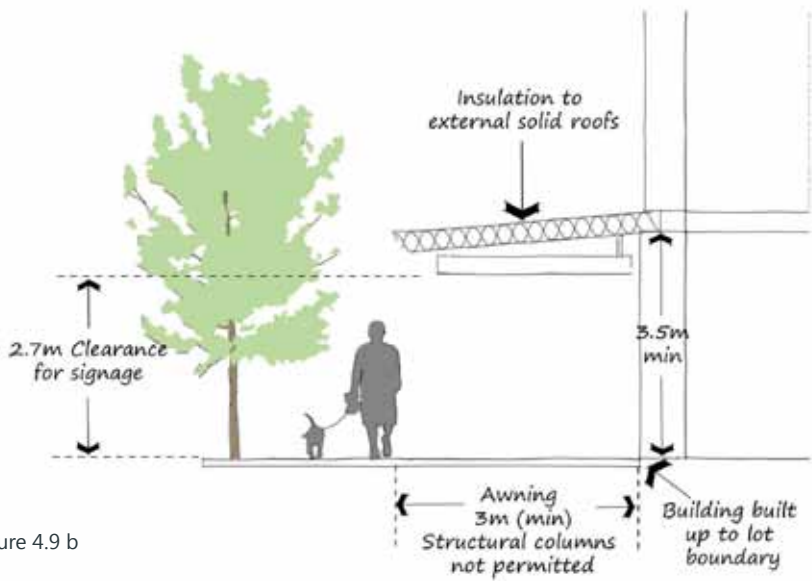 Insulation to
external solid roofs
2.7m Clearance
for signage
3.5m
min
Awning
3m (min)
Structural columns
not permitted
Building built
up to lot
boundary
ure 4.9 b